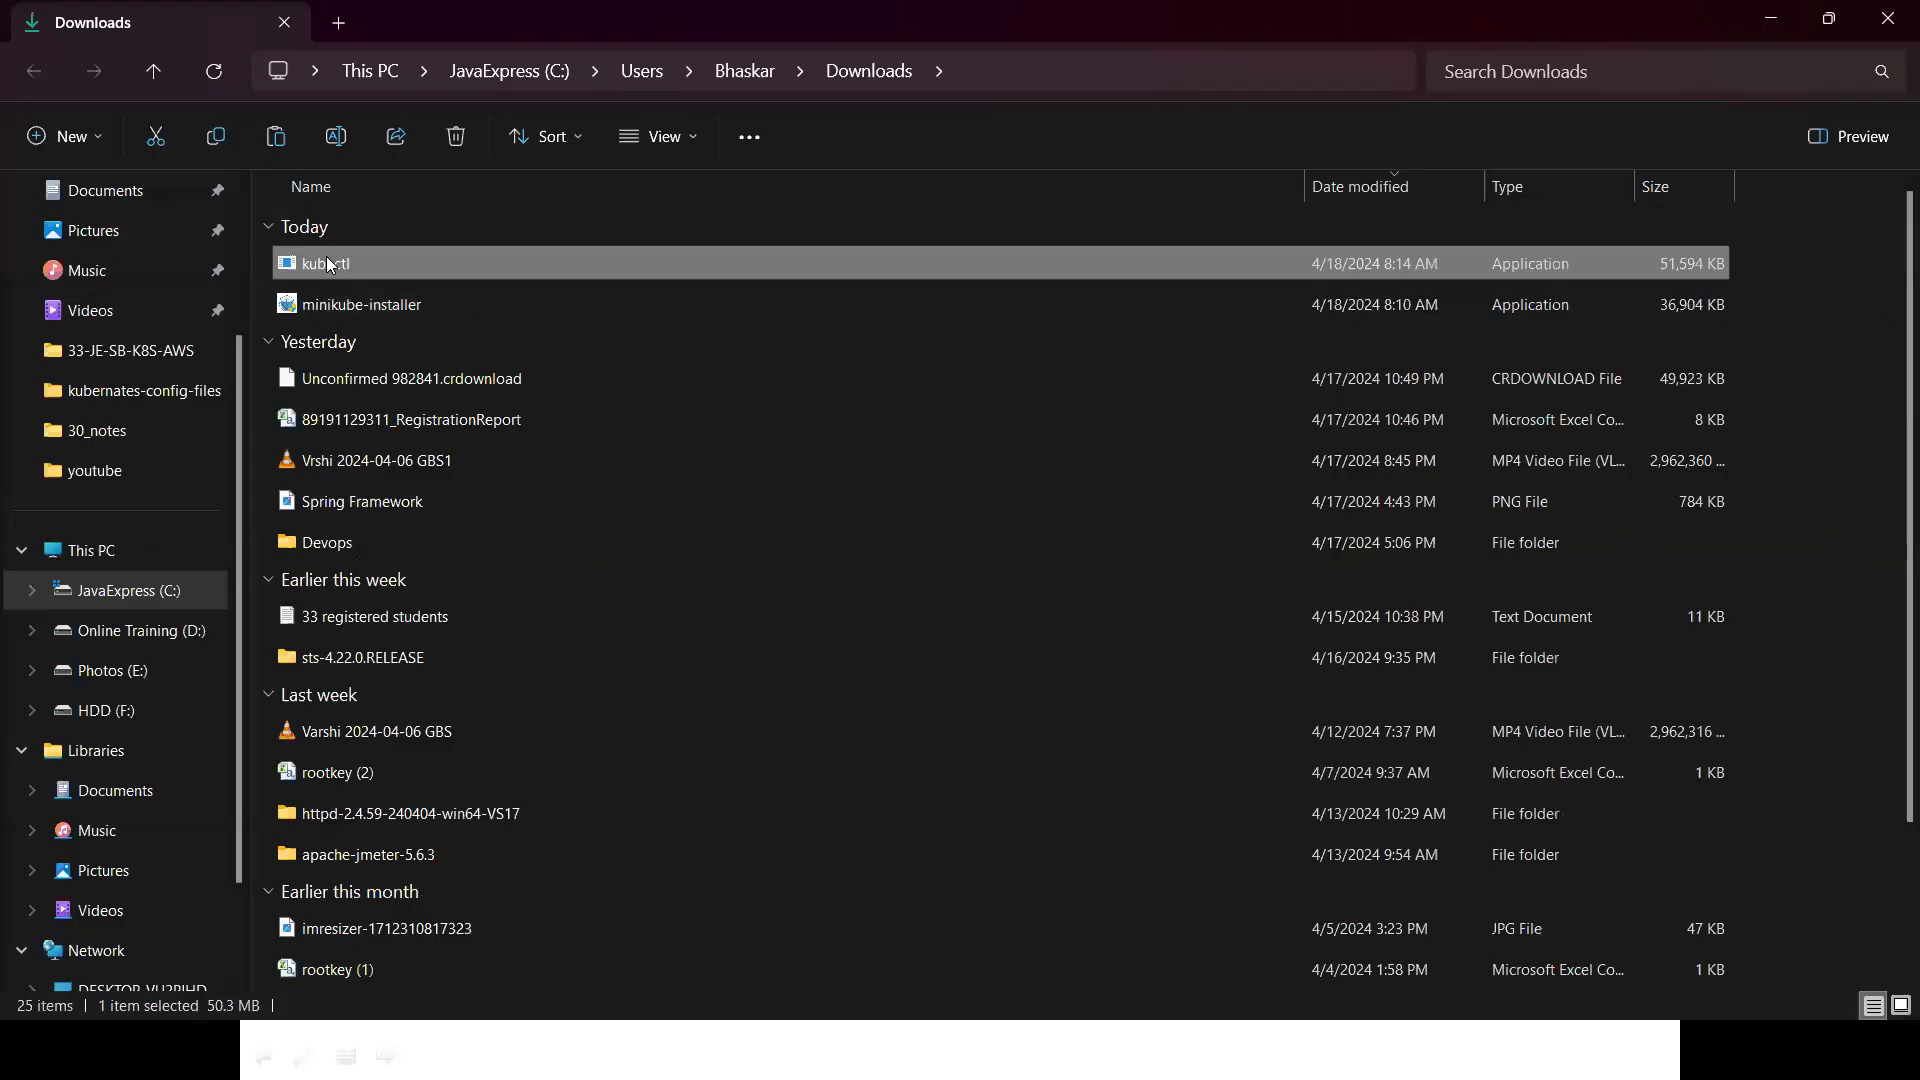 Downloads
This PC > JavaExpress (C:) > Users > Bhaskar > Downloads >
Search Downloads
New
Sort
View
Preview
Documents
Pictures
Music
Videos
33-JE-SB-K8S-AWS
kubernates-config-files
30_notes
youtube
This PC
JavaExpress (C:)
Online Training (D:)
Photos (E:)
HDD (F:)
Libraries
Documents
Music
Pictures
Videos
Network
Name Date modified Type Size
Today
4/18/2024 8:14 AM Application 51,594 KB
minikube-installer 4/18/2024 8:10 AM Application 36,904 KB
Yesterday
Unconfirmed 982841.crdownload 4/17/2024 10:49 PM CRDOWNLOAD File 49,923 KB
89191129311_RegistrationReport 4/17/2024 10:46 PM Microsoft Excel Co... 8 KB
Vrshi 2024-04-06 GBS1 4/17/2024 8:45 PM MP4 Video File (VL... 2,962,360 ...
Spring Framework 4/17/2024 4:43 PM PNG File 784 KB
Devops 4/17/2024 5:06 PM File folder
Earlier this week
33 registered students 4/15/2024 10:38 PM Text Document 11 KB
sts-4.22.0.RELEASE 4/16/2024 9:35 PM File folder
Last week
Varshi 2024-04-06 GBS 4/12/2024 7:37 PM MP4 Video File (VL... 2,962,316 ...
rootkey (2) 4/7/2024 9:37 AM Microsoft Excel Co... 1 KB
httpd-2.4.59-240404-win64-VS17 4/13/2024 10:29 AM File folder
apache-jmeter-5.6.3 4/13/2024 9:54 AM File folder
Earlier this month
imresizer-1712310817323 4/5/2024 3:23 PM JPG File 47 KB
rootkey (1) 4/4/2024 1:58 PM Microsoft Excel Co... 1 KB
25 items | 1 item selected 50.3 MB |